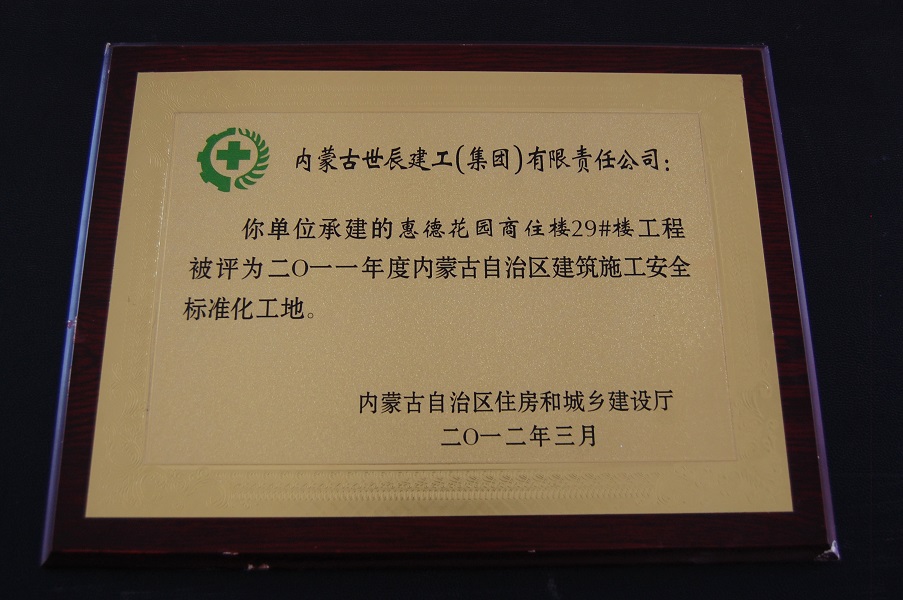 内蒙古世辰建工(集团)有限责任公司:
你单位承建的惠德花园商住楼29#楼工程
被评为二〇一一年度内蒙古自治区建筑施工安全
标准化工地。
内蒙古自治区住房和城乡建设厅
二〇一二年三月